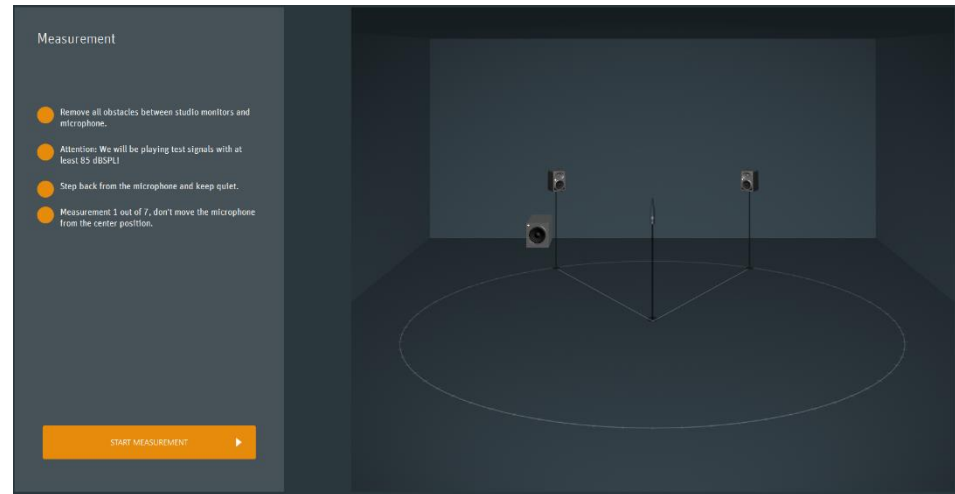 Measurement
Remove all obstacles between studio monitors and
microphone.
Attention: We will be playing test signals with at
least 85 dBSPL!
Step back from the microphone and keep quiet.
Measurement 1 out of 7, don't move the microphone
from the center position.
START MEASUREMENT